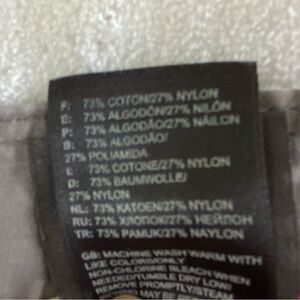 F: 73% COTON/27% NYLON
E: 73% ALGODÓN/27% NILÓN
P: 73% ALGODÃO/27% NÁILON
B: 73% ALGODÃO/
27% POLIAMIDA
73% COTONE/27% NYLON
D: 73% BAUMWOLLE/
27% NYLON
NL: 73% KATOEN/27% NYLON
RU: 73% ХЛОПОК/27% НЕЙЛОН
TR: 73% PAMUK/27% NAYLON
GB: MACHINE WASH WARM WITH
LIKE COLORS/ONLY
NON-CHLORINE BLEACH WHEN
NEEDED/TUMBLE DRY LOW/
REMOVE PROMPTLY/STEAM
MAY BE